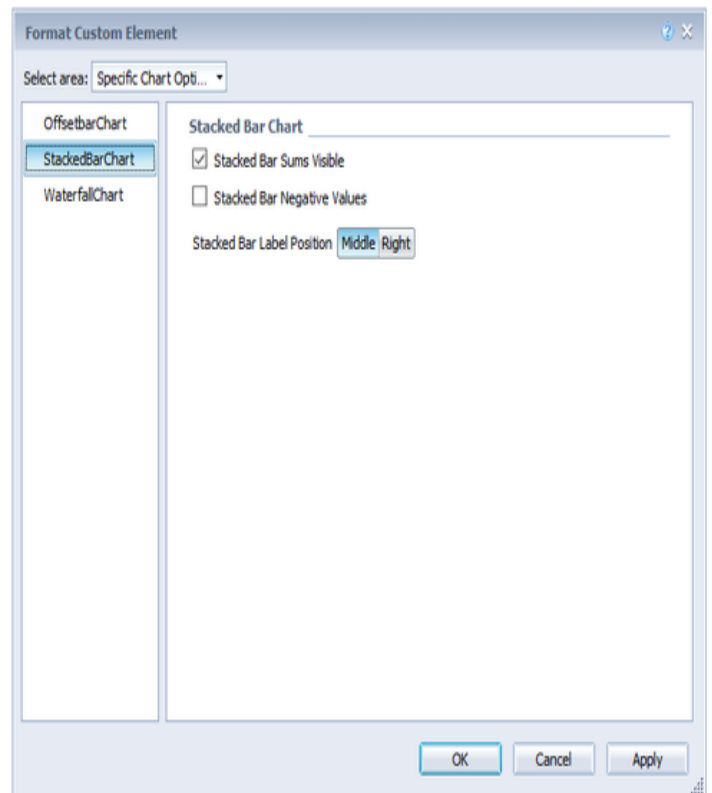 Format Custom Element
Select area: Specific Chart Opti...
OffsetbarChart
StackedBarChart
WaterfallChart
Stacked Bar Chart
Stacked Bar Sums Visible
Stacked Bar Negative Values
Stacked Bar Label Position Middle Right
OK Cancel Apply